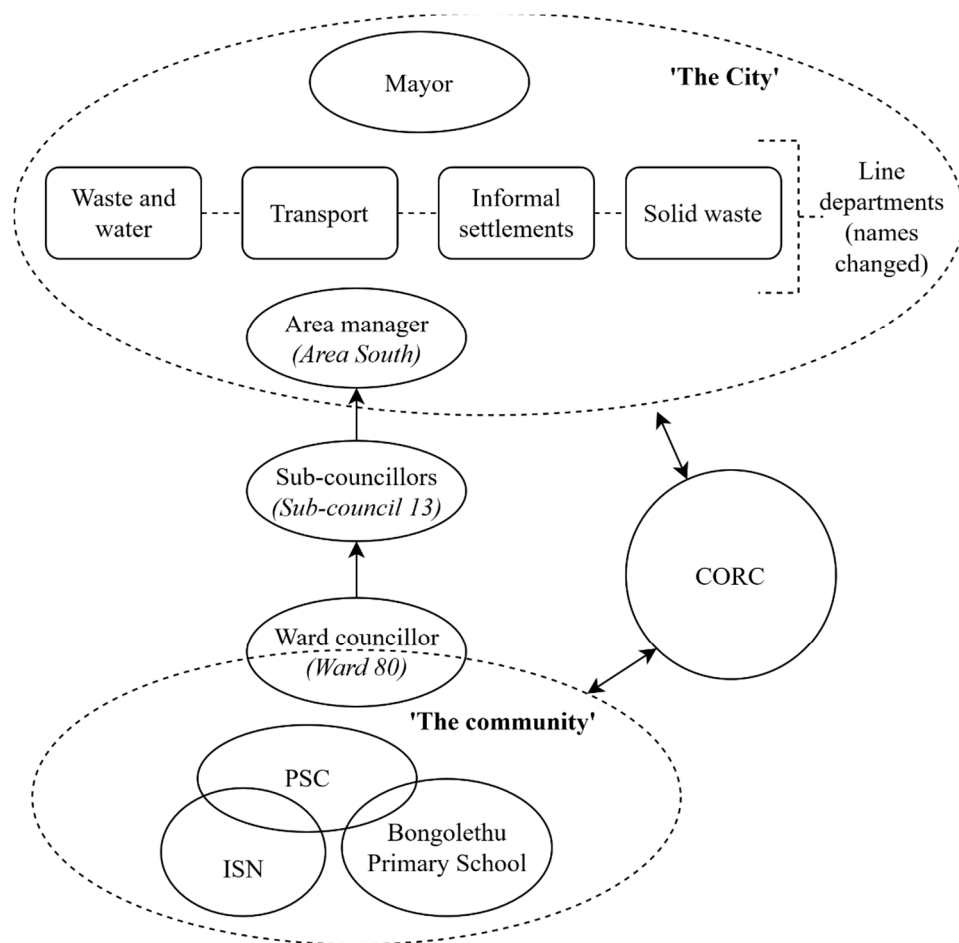 Mayor
'The City'
Waste and
water
Transport
Informal
settlements
Solid waste
Line
departments
(names
changed)
Area manager
(Area South)
Sub-councillors
(Sub-council 13)
CORC
Ward councillor
(Ward 80)
'The community'
PSC
ISN
Bongolethu
Primary School